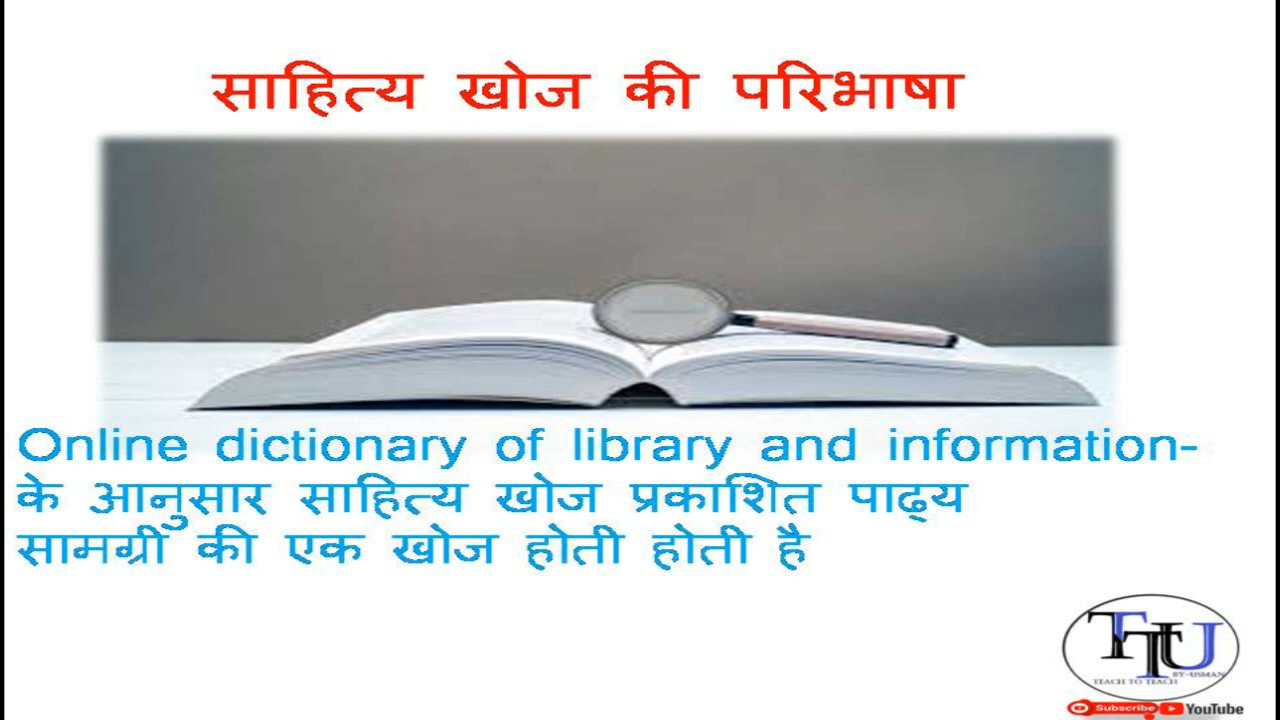 साहित्य खोज की परिभाषा
Online dictionary of library and information-
के आनुसार साहित्य खोज प्रकाशित पाढ्य
सामग्री की एक खोज होती होती है
TTU
BY-USMAN
TEACH TO TEACH
Subscribe YouTube